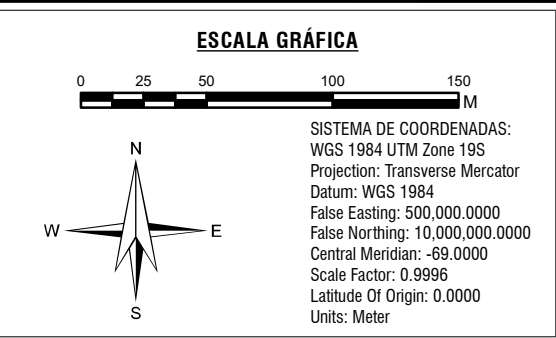 ESCALA GRÁFICA
0 25 50 100 150
M
SISTEMA DE COORDENADAS:
WGS 1984 UTM Zone 19S
Projection: Transverse Mercator
Datum: WGS 1984
False Easting: 500,000.0000
False Northing: 10,000,000.0000
Central Meridian: -69.0000
Scale Factor: 0.9996
Latitude Of Origin: 0.0000
Units: Meter
N
W E
S